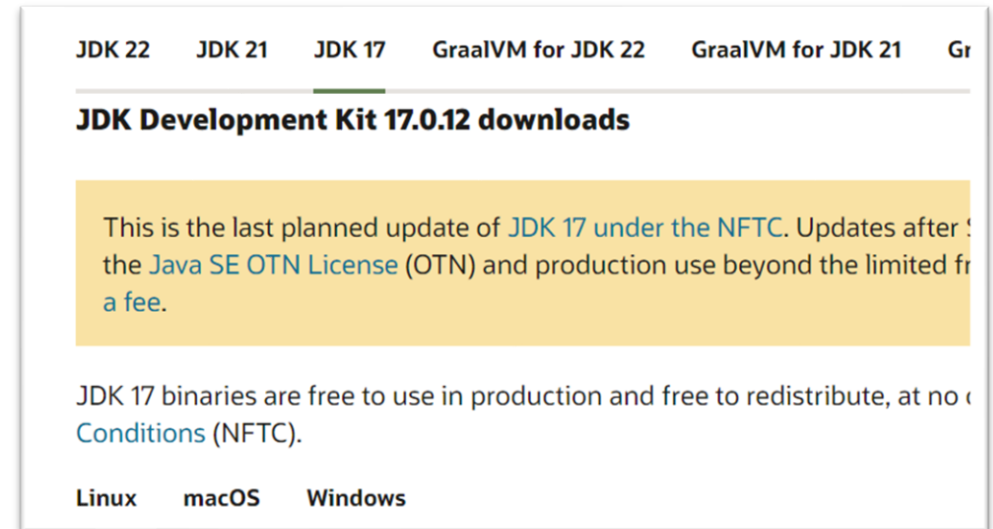 JDK 22 JDK 21 JDK 17 GraalVM for JDK 22 GraalVM for JDK 21
JDK Development Kit 17.0.12 downloads
This is the last planned update of JDK 17 under the NFTC. Updates after
the Java SE OTN License (OTN) and production use beyond the limited
a fee.
JDK 17 binaries are free to use in production and free to redistribute, at no
Conditions (NFTC).
Linux macOS Windows